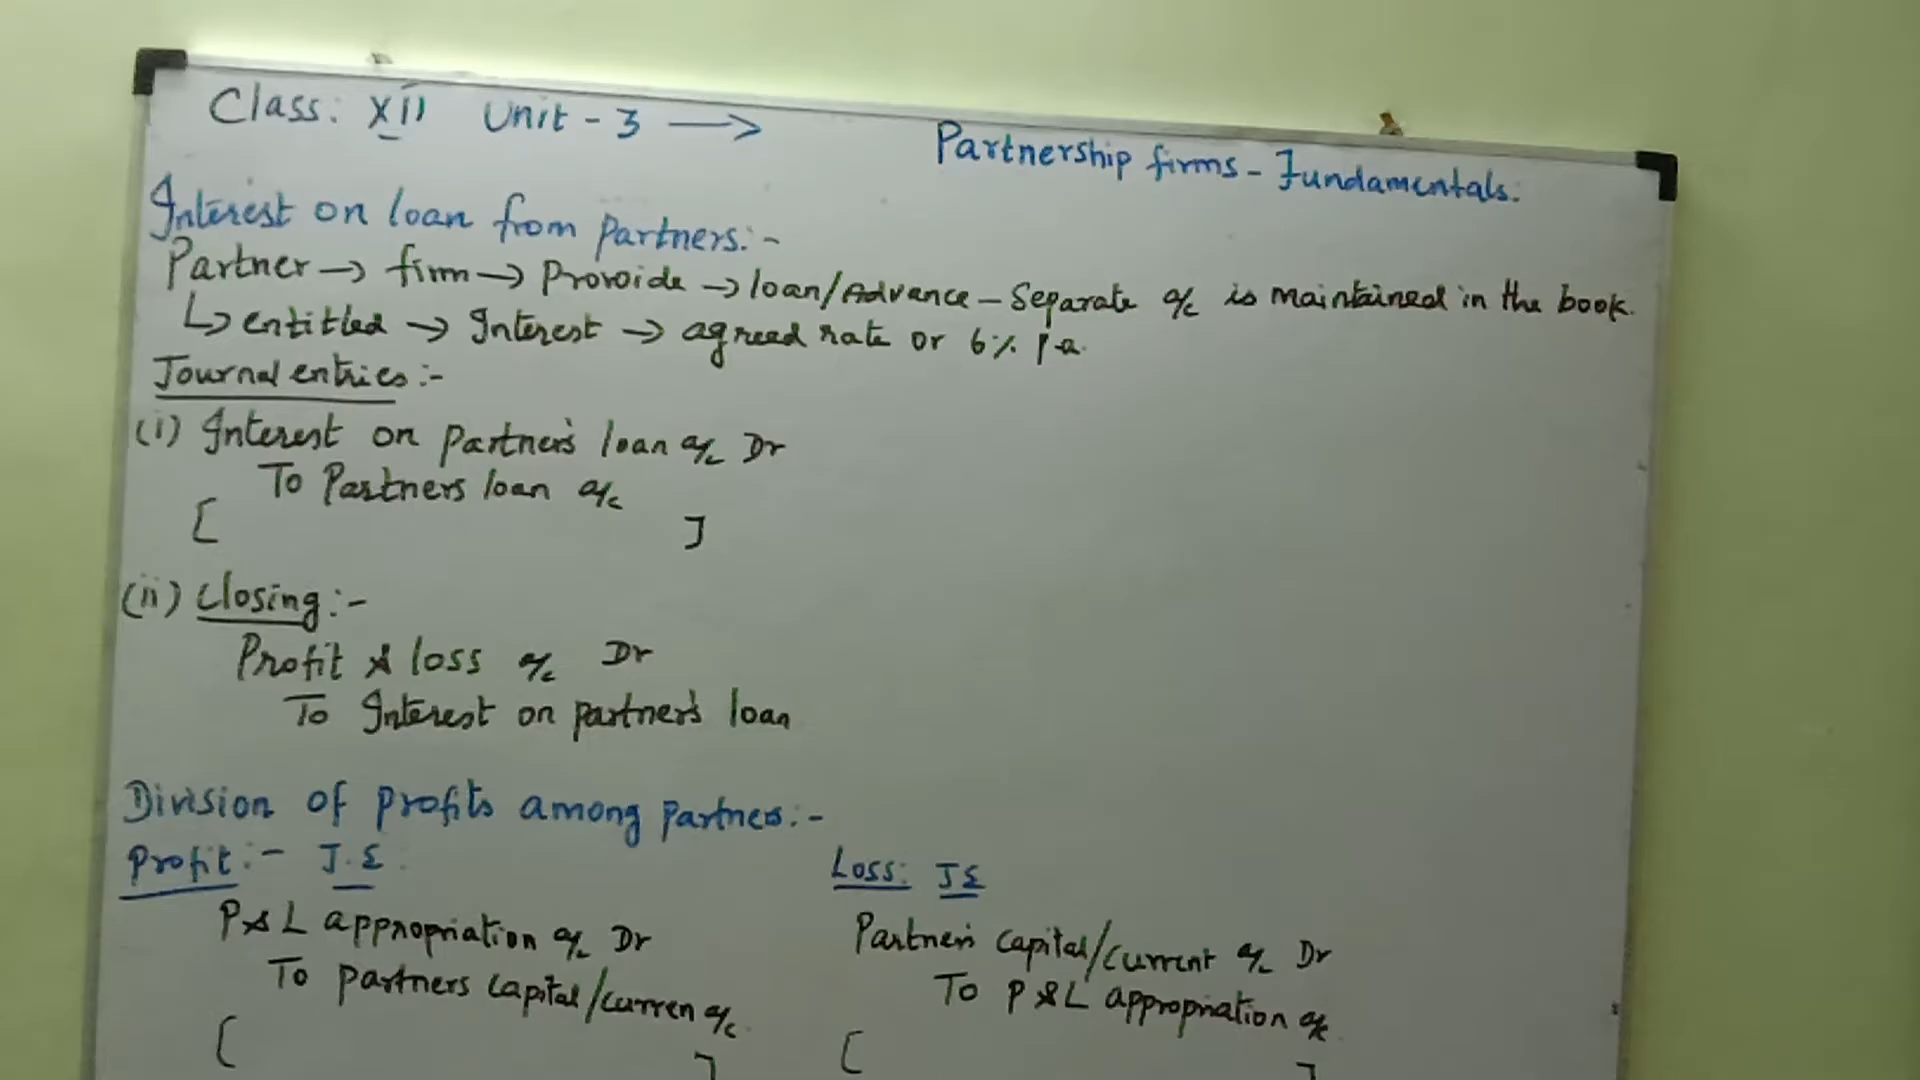 Class: XII Unit - 3 →
Partnership firms - Fundamentals.
Interest on loan from partners:-
Partner → firm → Provoide → loan/Advance - Separate a/c is maintained in the book.
↳ entitled → Interest → agreed rate or 6% p.a.
Journal entries:-
(i) Interest on partner's loan a/c Dr
To Partners loan a/c
[ ]
(ii) Closing:-
Profit & loss a/c Dr
To Interest on partner's loan
Division of profits among partners:-
Profit:- J.E.
P&L appropriation a/c Dr
To partners capital/curren a/c
[ ]
Loss: JE
Partner's capital/current a/c Dr
To P&L appropriation a/c
[ ]